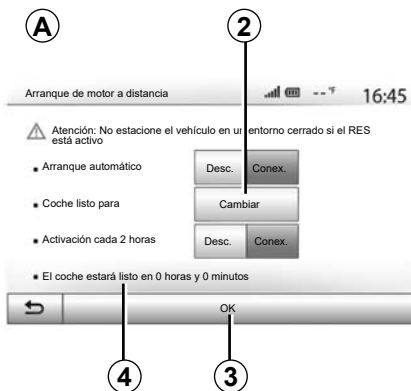 A
2
Arranque de motor a distancia
-- °F
16:45
Atención: No estacione el vehículo en un entorno cerrado si el RES
está activo
Arranque automático
Desc.
Conex.
Coche listo para
Cambiar
Activación cada 2 horas
Desc.
Conex.
El coche estará listo en 0 horas y 0 minutos
OK
4
3